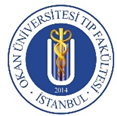 OKAN ÜNİVERSİTESİ TIP FAKÜLTESİ
2014
• İSTANBUL •